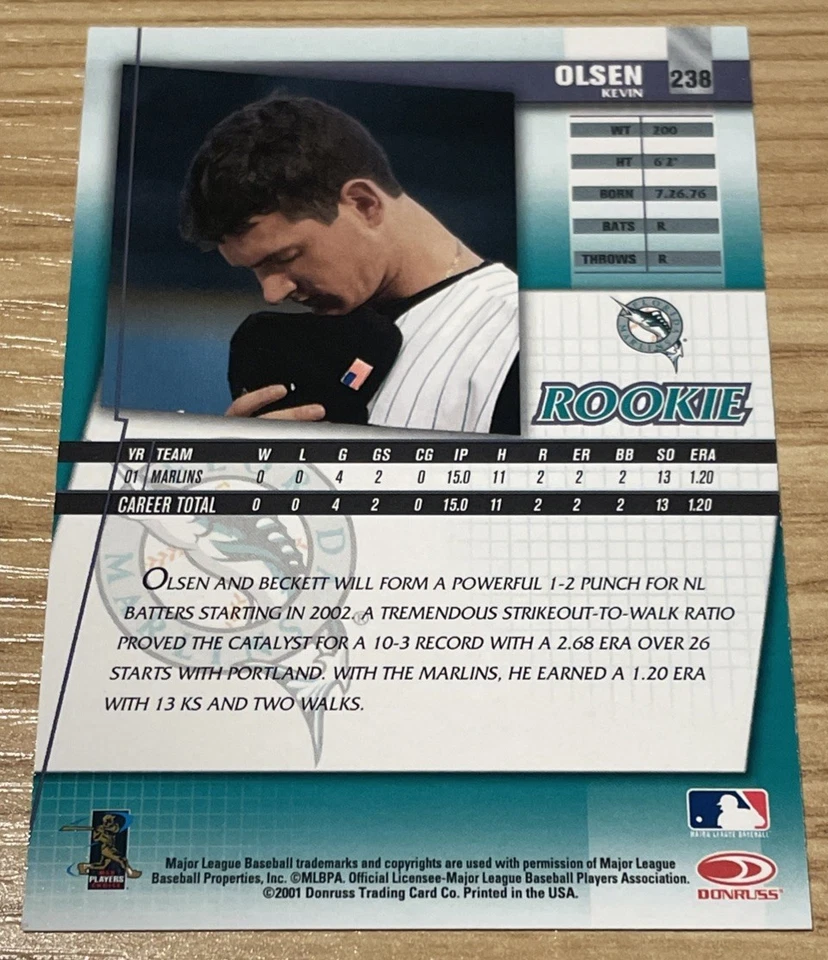 OLSEN 238
KEVIN
WT 200
HT 6'2"
BORN 7.26.76
BATS R
THROWS R
FLORIDA
MARLINS
ROOKIE
YR TEAM W L G GS CG IP H R ER BB SO ERA
01 MARLINS 0 0 4 2 0 15.0 11 2 2 2 13 1.20
CAREER TOTAL 0 0 4 2 0 15.0 11 2 2 2 13 1.20
OLSEN AND BECKETT WILL FORM A POWERFUL 1-2 PUNCH FOR NL
BATTERS STARTING IN 2002. A TREMENDOUS STRIKEOUT-TO-WALK RATIO
PROVED THE CATALYST FOR A 10-3 RECORD WITH A 2.68 ERA OVER 26
STARTS WITH PORTLAND. WITH THE MARLINS, HE EARNED A 1.20 ERA
WITH 13 KS AND TWO WALKS.
MAJOR LEAGUE BASEBALL
PLAYERS
CHOICE
Major League Baseball trademarks and copyrights are used with permission of Major League
Baseball Properties, Inc. ©MLBPA. Official Licensee-Major League Baseball Players Association.
©2001 Donruss Trading Card Co. Printed in the USA.
DONRUSS